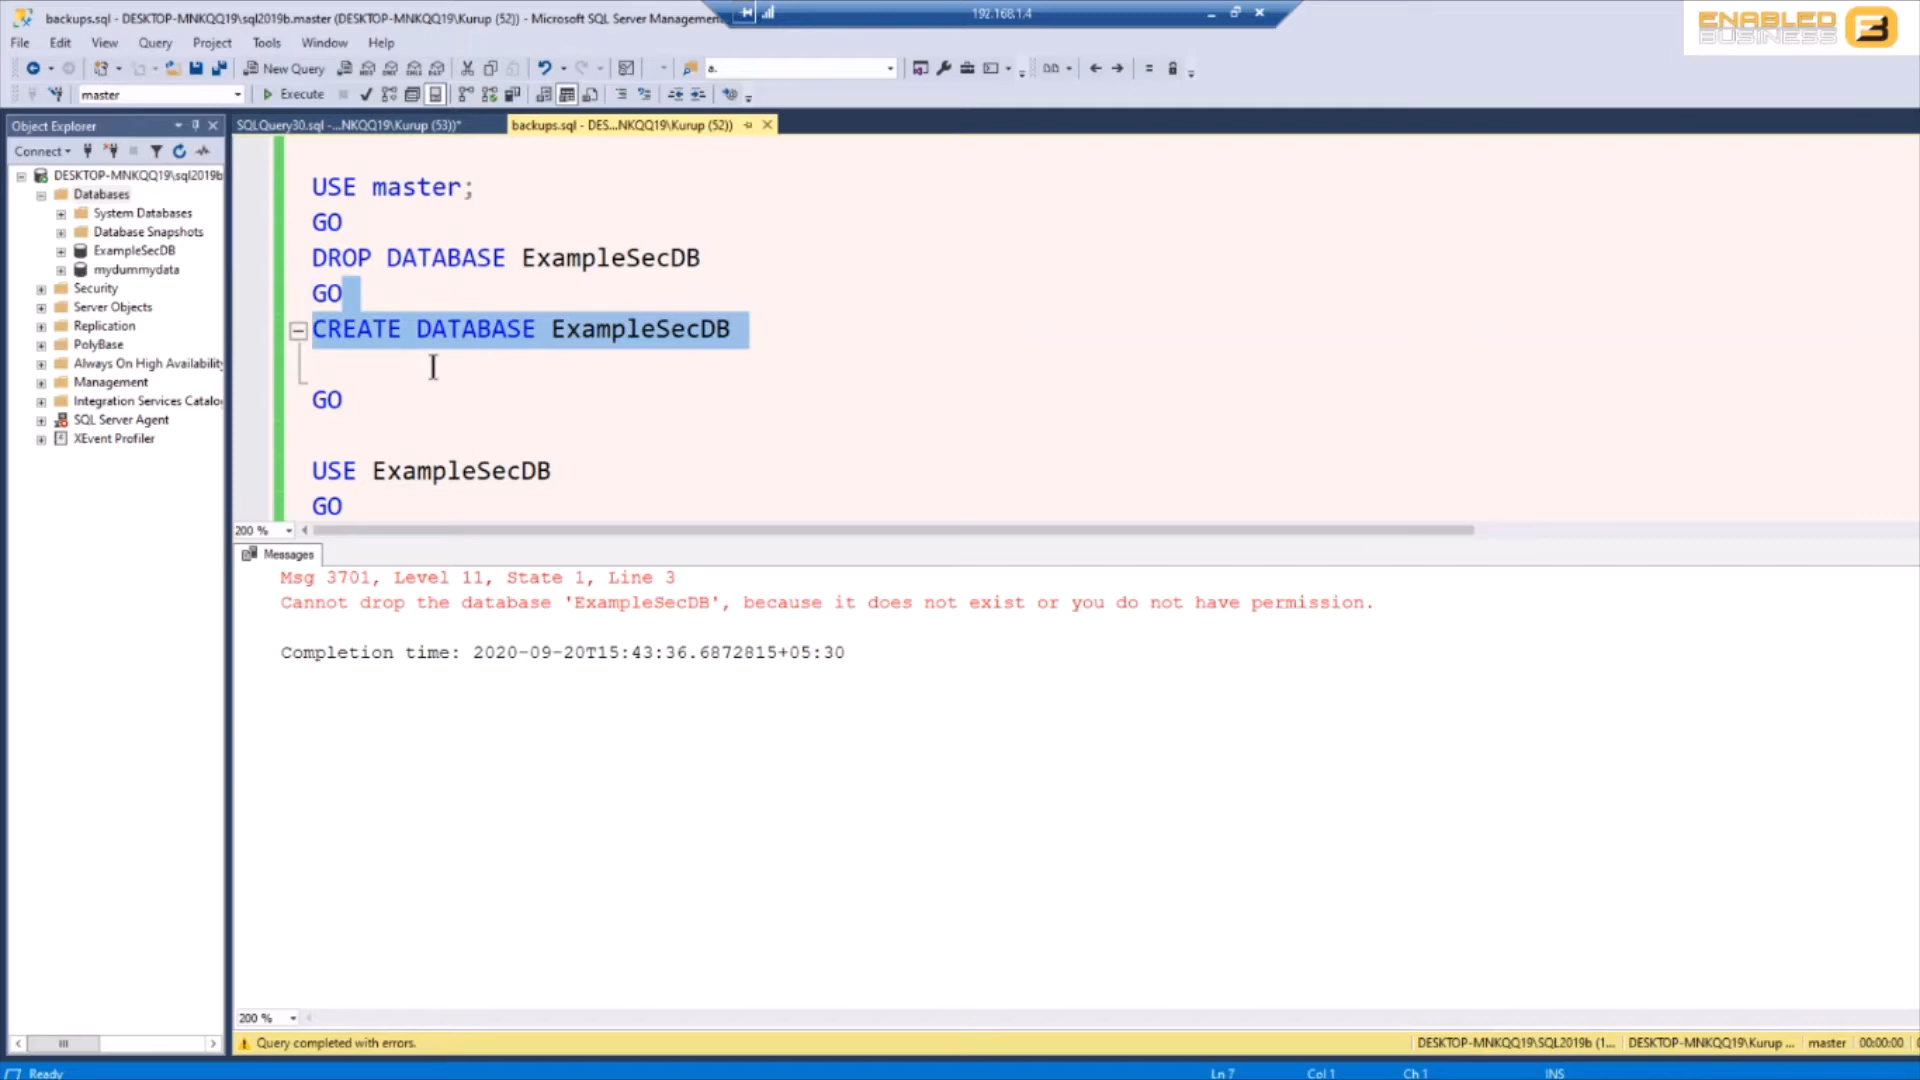 backups.sql - DESKTOP-MNKQQ19\sql2019b.master (DESKTOP-MNKQQ19\Kurup (52)) - Microsoft SQL Server Management
192.168.1.4
ENABLED
BUSINESS
File Edit View Query Project Tools Window Help
New Query
a.
master
Execute
Object Explorer
SQLQuery30.sql -...NKQQ19\Kurup (53))*
backups.sql - DES...NKQQ19\Kurup (52))
Connect
DESKTOP-MNKQQ19\sql2019b
Databases
System Databases
Database Snapshots
ExampleSecDB
mydummydata
Security
Server Objects
Replication
PolyBase
Always On High Availability
Management
Integration Services Catalo
SQL Server Agent
XEvent Profiler
USE master;
GO
DROP DATABASE ExampleSecDB
GO
CREATE DATABASE ExampleSecDB
GO
USE ExampleSecDB
GO
200 %
Messages
Msg 3701, Level 11, State 1, Line 3
Cannot drop the database 'ExampleSecDB', because it does not exist or you do not have permission.
Completion time: 2020-09-20T15:43:36.6872815+05:30
200 %
Query completed with errors.
DESKTOP-MNKQQ19\SQL2019b (1...
DESKTOP-MNKQQ19\Kurup ...
master
00:00:00
Ready
Ln 7
Col 1
Ch 1
INS